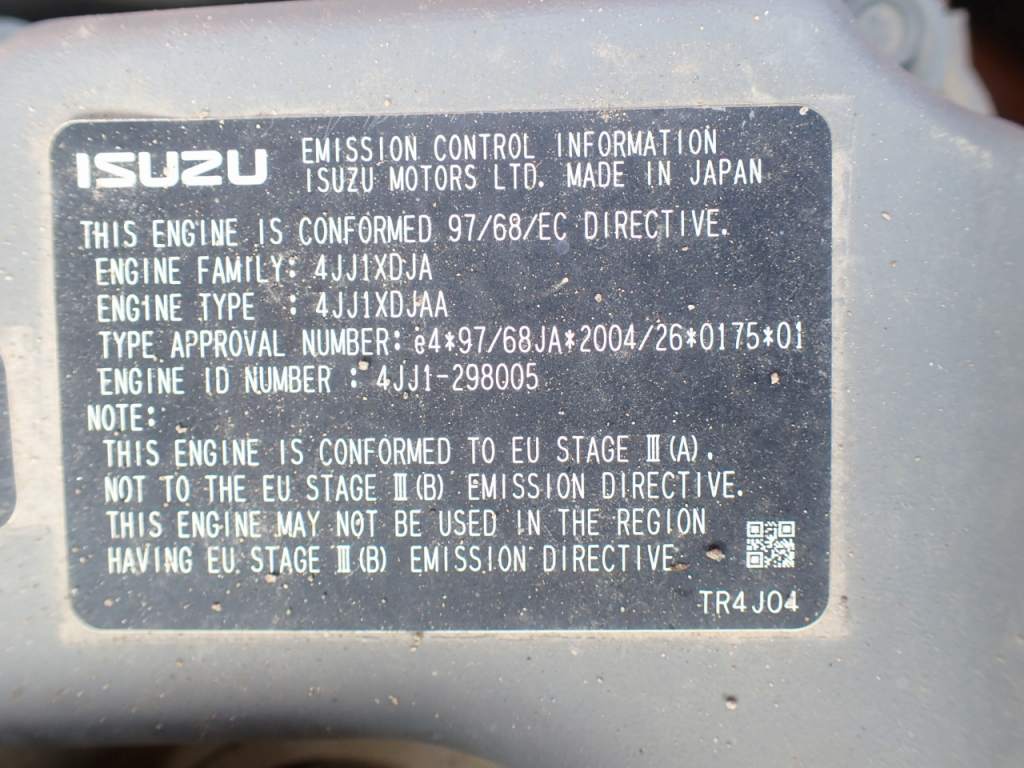 ISUZU EMISSION CONTROL INFORMATION
ISUZU MOTORS LTD. MADE IN JAPAN
THIS ENGINE IS CONFORMED 97/68/EC DIRECTIVE.
ENGINE FAMILY: 4JJ1XDJA
ENGINE TYPE : 4JJ1XDJAA
TYPE APPROVAL NUMBER: e4*97/68JA*2004/26*0175*01
ENGINE ID NUMBER : 4JJ1-298005
NOTE:
THIS ENGINE IS CONFORMED TO EU STAGE Ⅲ(A).
NOT TO THE EU STAGE Ⅲ(B) EMISSION DIRECTIVE.
THIS ENGINE MAY NOT BE USED IN THE REGION
HAVING EU STAGE Ⅲ(B) EMISSION DIRECTIVE
TR4J04